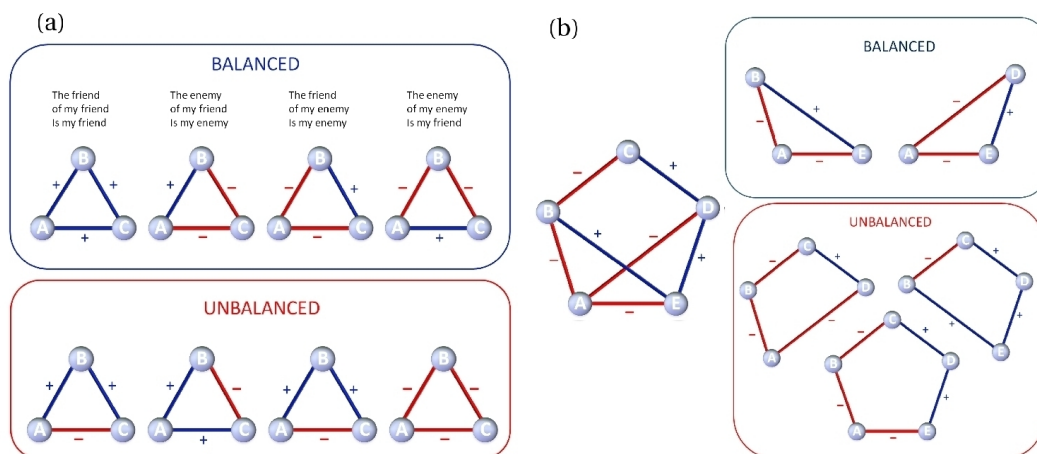 (a)
BALANCED
The friend
of my friend
Is my friend
The enemy
of my friend
Is my enemy
The friend
of my enemy
Is my enemy
The enemy
of my enemy
Is my friend
B
+ +
A C
+
B
+ −
A C
−
B
− +
A C
−
B
− −
A C
+
UNBALANCED
B
+ +
A C
−
B
+ −
A C
+
B
+ +
A C
−
B
− −
A C
−
(b)
C
− +
B D
+ −
− +
A E
−
BALANCED
B
+
−
A E
−
D
−
+
A E
−
UNBALANCED
C
− +
B D
− −
A
C
− +
B D
+ +
E
C
− +
B D
− +
A E
−